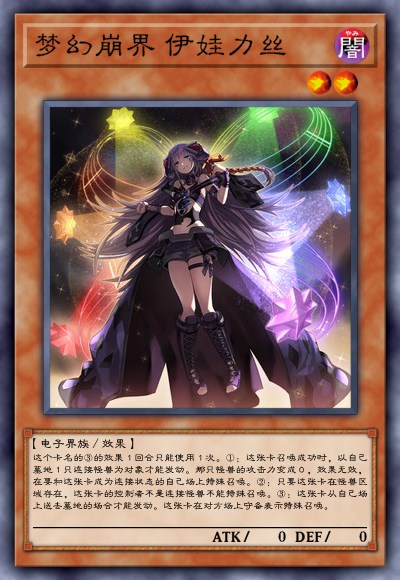 梦幻崩界 伊娃力丝
やみ
闇
【电子界族/效果】
这个卡名的③的效果1回合只能使用1次。①：这张卡召唤成功时，以自己
墓地1只连接怪兽为对象才能发动。那只怪兽的攻击力变成0，效果无效，
在要和这张卡成为连接状态的自己场上特殊召唤。②：只要这张卡在怪兽区
域存在，这张卡的控制者不是连接怪兽不能特殊召唤。③：这张卡从自己场
上送去墓地的场合才能发动。这张卡在对方场上守备表示特殊召唤。
ATK/ 0 DEF/ 0